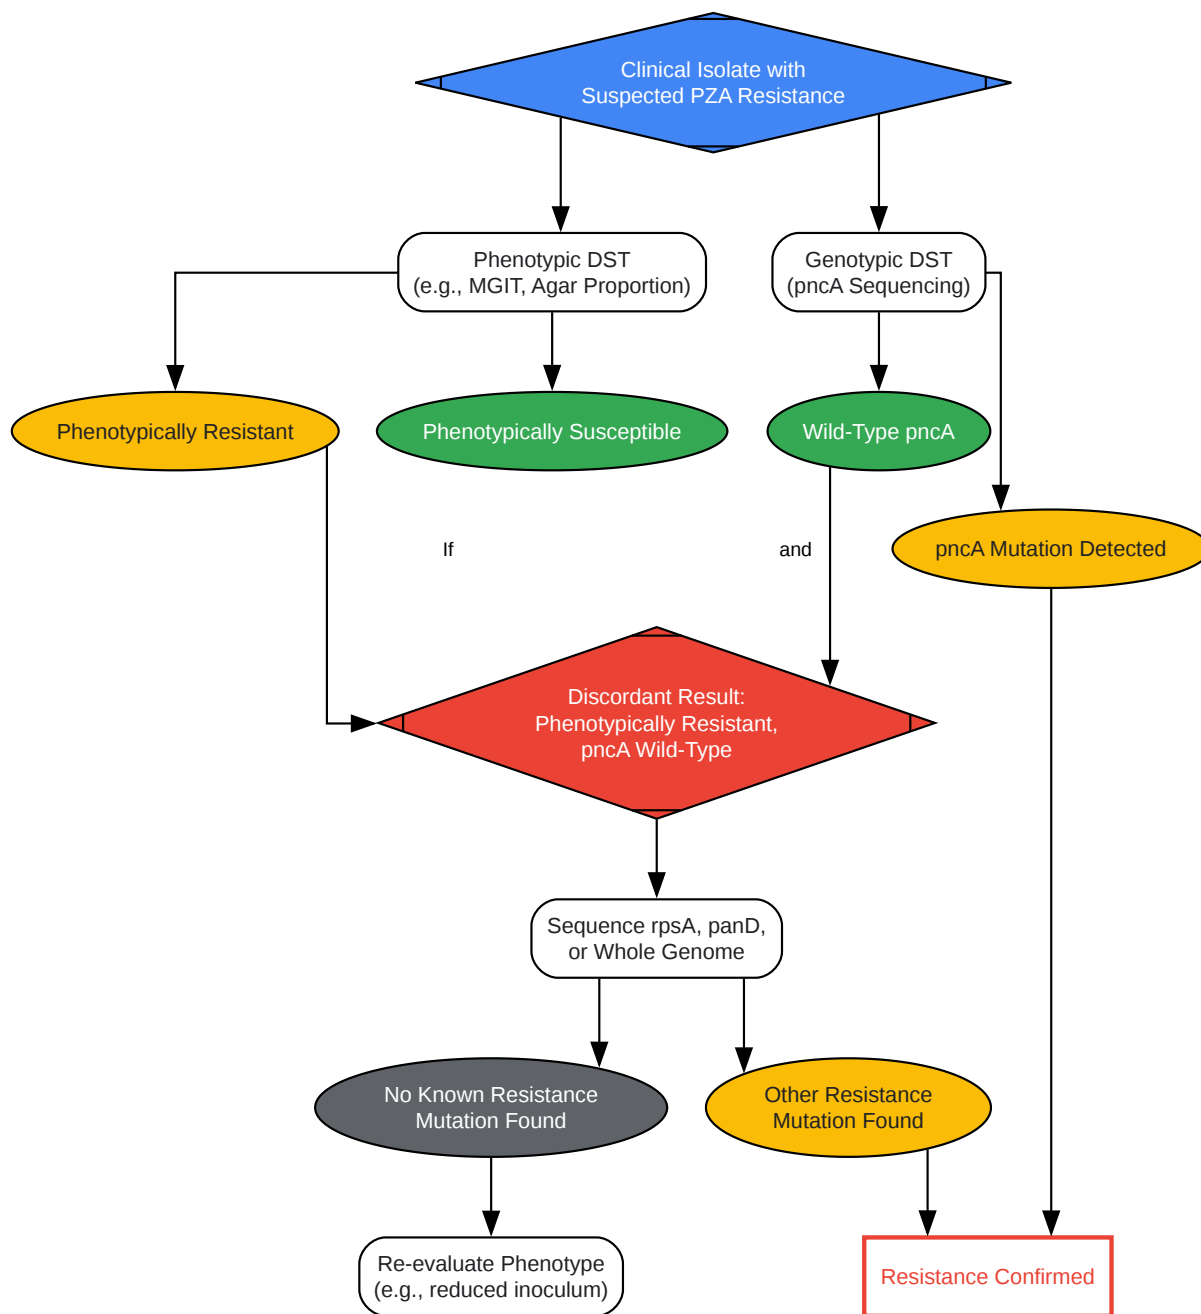 Clinical Isolate with
Suspected PZA Resistance
Phenotypic DST
(e.g., MGIT, Agar Proportion)
Genotypic DST
(pncA Sequencing)
Phenotypically Resistant
Phenotypically Susceptible
Wild-Type pncA
If
and
pncA Mutation Detected
Discordant Result:
Phenotypically Resistant,
pncA Wild-Type
Sequence rpsA, panD,
or Whole Genome
No Known Resistance
Mutation Found
Other Resistance
Mutation Found
Re-evaluate Phenotype
(e.g., reduced inoculum)
Resistance Confirmed